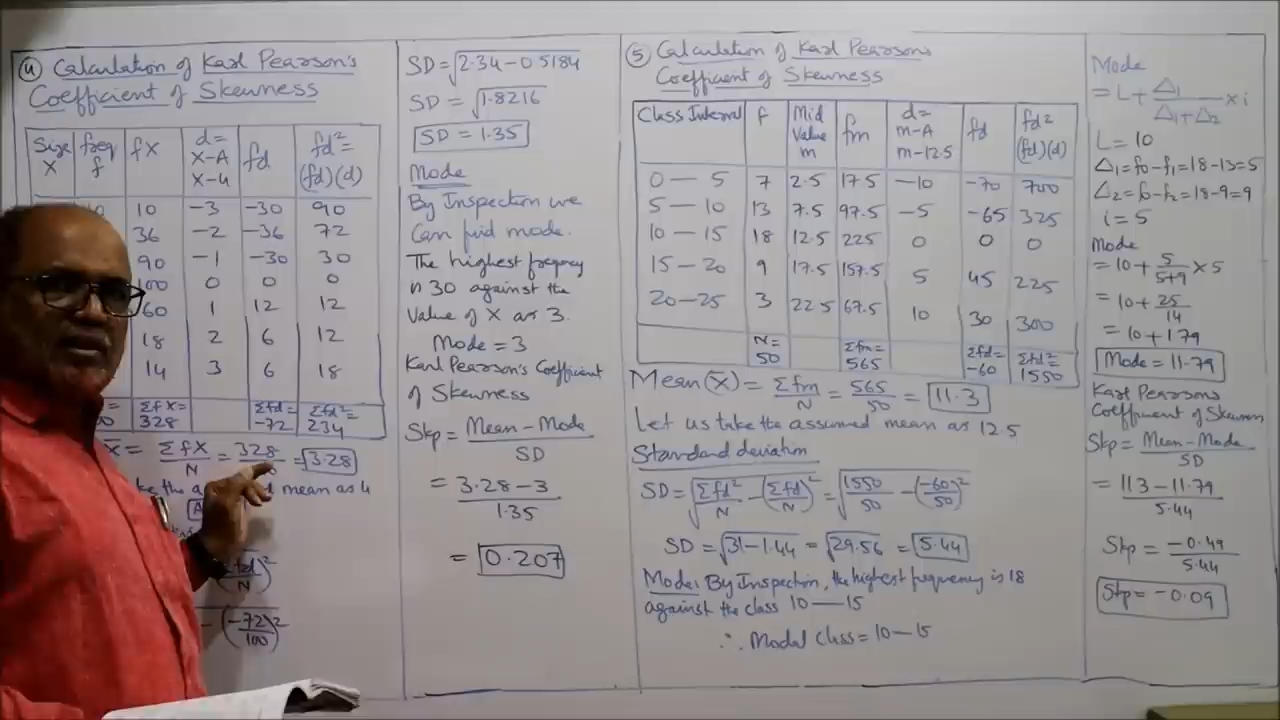 ④ Calculation of Karl Pearson's
Coefficient of Skewness
Size X freq f fX d= X-A X-4 fd fd²= (fd)(d)
10 10 -3 -30 90
36 -2 -36 72
90 -1 -30 30
100 0 0 0
60 1 12 12
18 2 6 12
14 3 6 18
ΣfX= 328 Σfd= -72 Σfd²= 234
X̄ = ΣfX/N = 328 = 3.28
mean as 4
fd/N)²
- (-72/100)²
SD = √2.34-0.5184
SD = √1.8216
SD = 1.35
Mode
By Inspection we
Can find mode.
The highest freqency
is 30 against the
Value of X as 3.
Mode = 3
Karl Pearson's Coefficient
of Skewness
Skp = Mean - Mode / SD
= 3.28 - 3 / 1.35
= 0.207
⑤ Calculation of Karl Pearsons
Coefficient of Skewness
Class Interval f Mid Value m fm d= m-A m-12.5 fd fd² (fd)(d)
0 — 5 7 2.5 17.5 -10 -70 700
5 — 10 13 7.5 97.5 -5 -65 325
10 — 15 18 12.5 225 0 0 0
15 — 20 9 17.5 157.5 5 45 225
20 — 25 3 22.5 67.5 10 30 300
N= 50 Σfm= 565 Σfd= -60 Σfd²= 1550
Mean (X̄) = Σfm/N = 565/50 = 11.3
Let us take the assumed mean as 12.5
Standard deviation
SD = √Σfd²/N - (Σfd/N)² = √1550/50 - (-60/50)²
SD = √31-1.44 = √29.56 = 5.44
Mode: By Inspection, the highest frequency is 18
against the class 10 — 15
∴ Modal class = 10 — 15
Mode
= L + Δ₁/Δ₁+Δ₂ × i
L = 10
Δ₁ = f0 - f1 = 18 - 13 = 5
Δ₂ = f0 - f2 = 18 - 9 = 9
i = 5
Mode
= 10 + 5/5+9 × 5
= 10 + 25/14
= 10 + 1.79
Mode = 11.79
Karl Pearsons
Coefficient of Skewness
Skp = Mean - Mode / SD
= 11.3 - 11.79 / 5.44
Skp = -0.49 / 5.44
Skp = -0.09